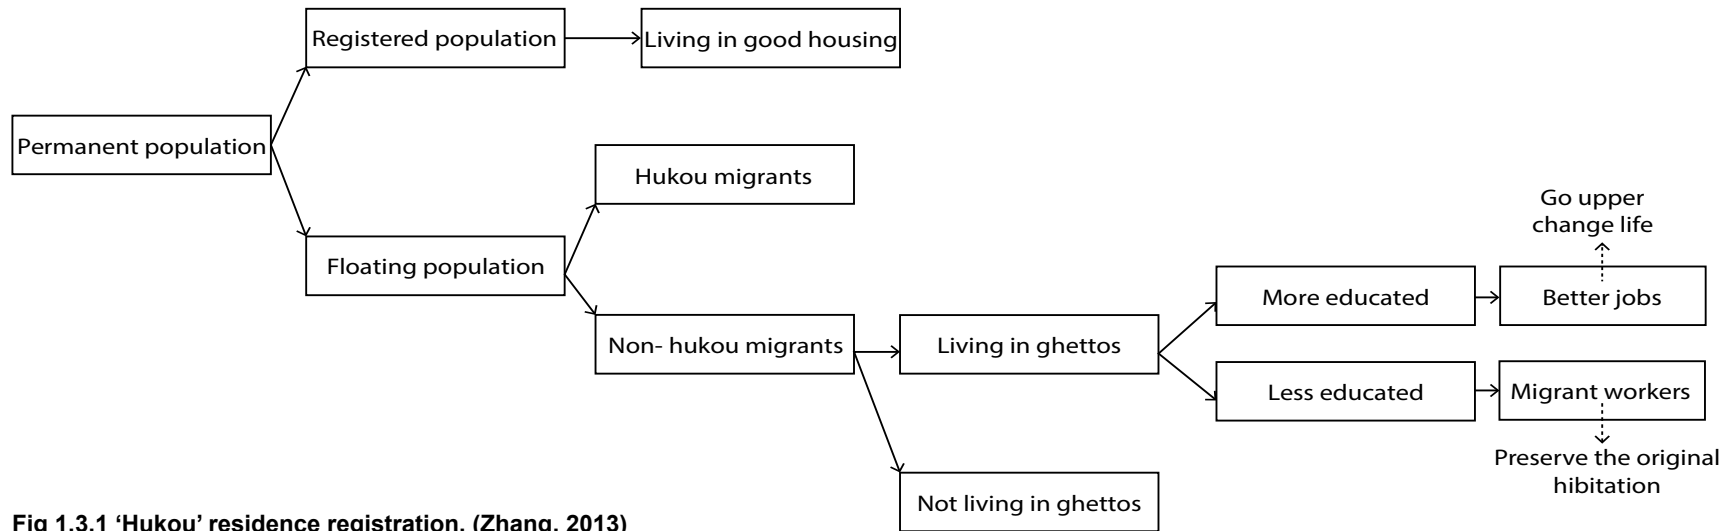 Registered population
Living in good housing
Permanent population
Hukou migrants
Floating population
Non- hukou migrants
Living in ghettos
Not living in ghettos
More educated
Better jobs
Go upper
change life
Less educated
Migrant workers
Preserve the original
hibitation
Fig 1.3.1 ‘Hukou’ residence registration. (Zhang, 2013)